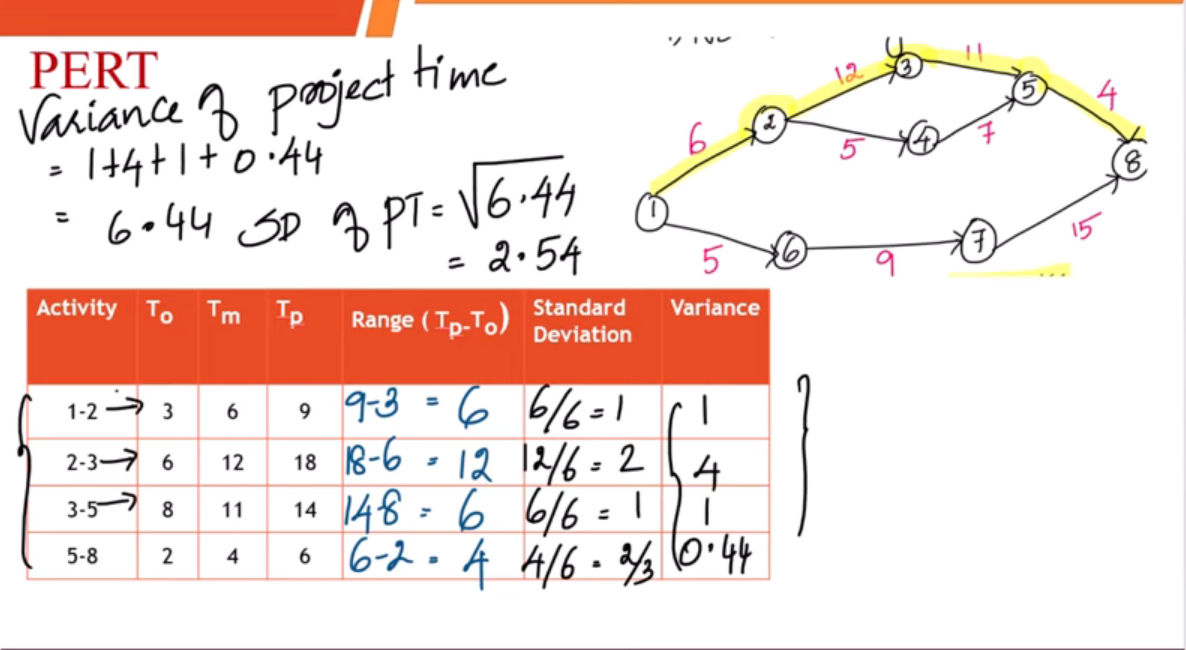 PERT
Variance of project time
= 1+4+1+0.44
= 6.44 SD of PT = √6.44
= 2.54
6
12
11
4
5
7
5
9
15
1
2
3
4
5
6
7
8
Activity To Tm Tp Range (Tp-To) Standard Deviation Variance
1-2 → 3 6 9 9-3 = 6 6/6 = 1 1
2-3 → 6 12 18 18-6 = 12 12/6 = 2 4
3-5 → 8 11 14 14-8 = 6 6/6 = 1 1
5-8 2 4 6 6-2 = 4 4/6 = 2/3 0.44